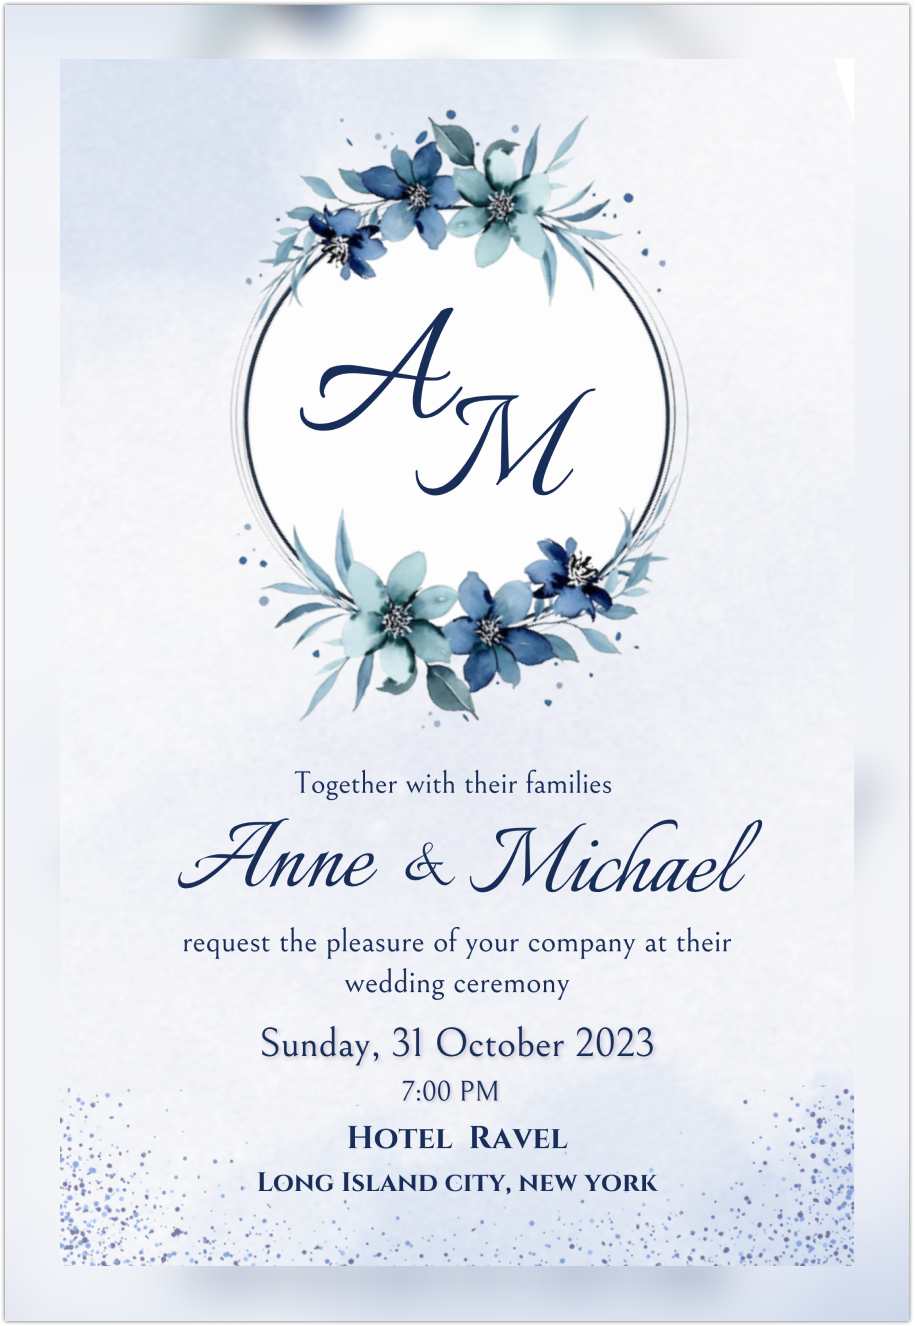 A
M
Together with their families
Anne & Michael
request the pleasure of your company at their
wedding ceremony
Sunday, 31 October 2023
7:00 PM
Hotel Ravel
Long Island city, new york